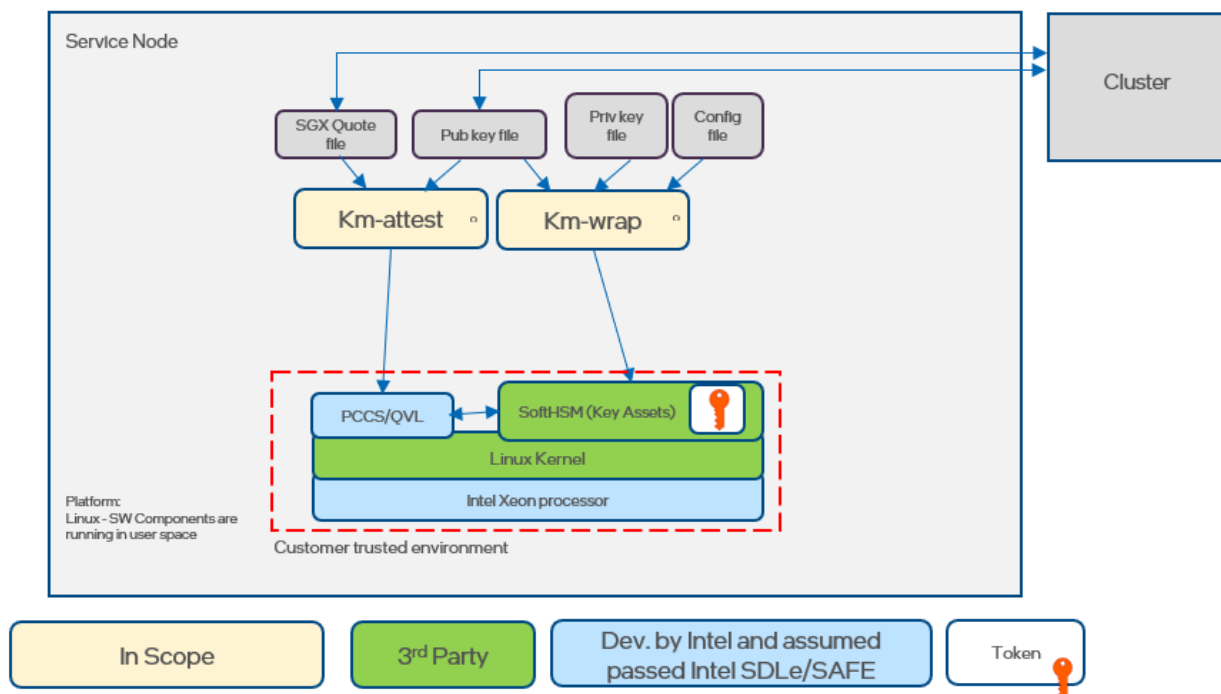 Service Node
Cluster
SGX Quote
file
Pub key file
Priv key
file
Config
file
Km-attest
Km-wrap
PCCS/QVL
SoftHSM (Key Assets)
Linux Kernel
Intel Xeon processor
Platform:
Linux - SW Components are
running in user space
Customer trusted environment
In Scope
3rd Party
Dev. by Intel and assumed
passed Intel SDLe/SAFE
Token